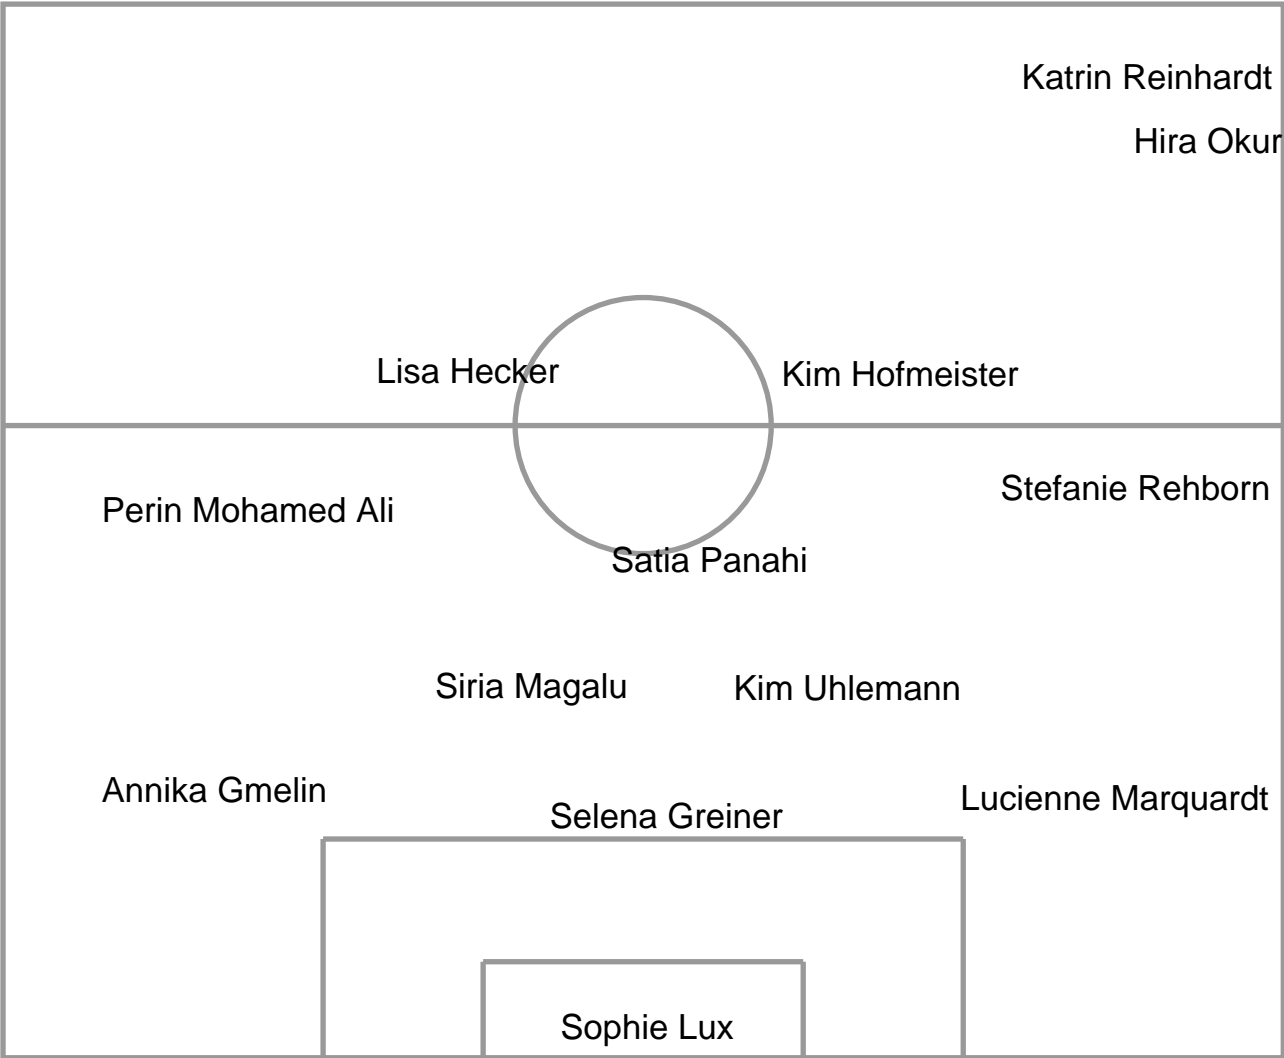 Katrin Reinhardt
Hira Okur
Lisa Hecker
Kim Hofmeister
Stefanie Rehborn
Perin Mohamed Ali
Satia Panahi
Siria Magalu
Kim Uhlemann
Annika Gmelin
Lucienne Marquardt
Selena Greiner
Sophie Lux